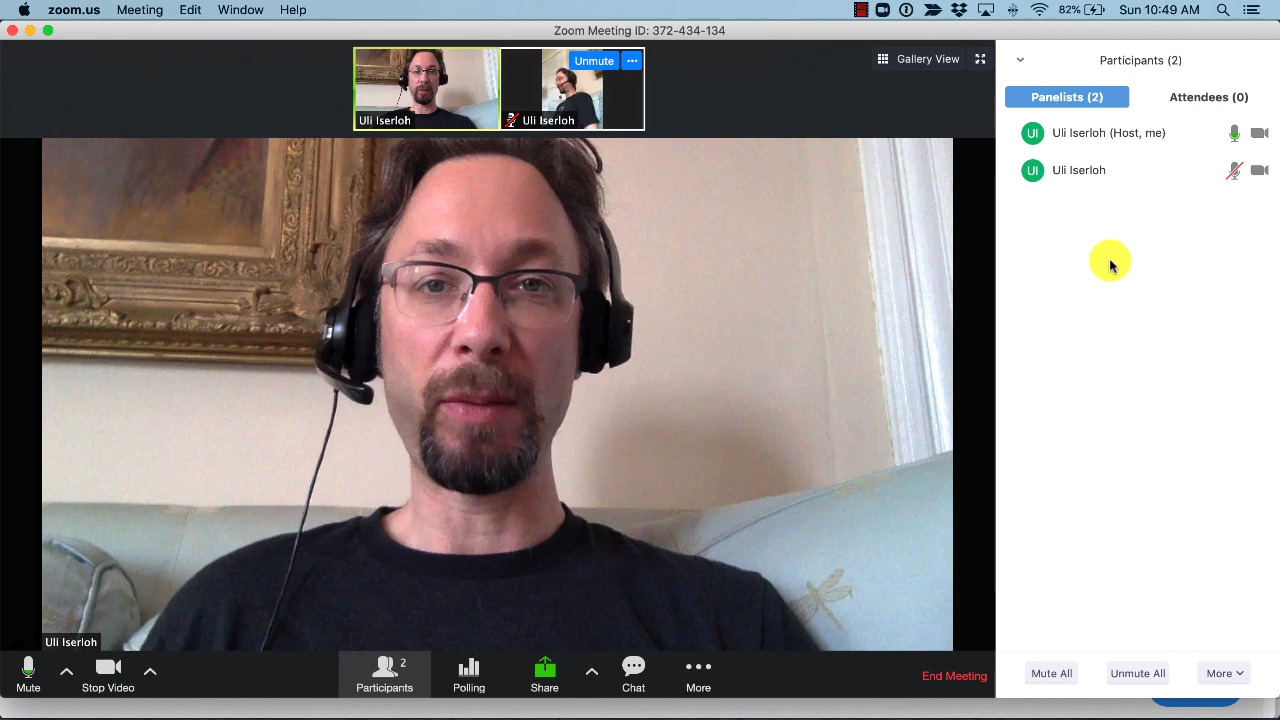 zoom.us Meeting Edit Window Help 82% Sun 10:49 AM
Zoom Meeting ID: 372-434-134
Unmute
Uli Iserloh Uli Iserloh
Gallery View
Participants (2)
Panelists (2) Attendees (0)
UI Uli Iserloh (Host, me)
UI Uli Iserloh
Uli Iserloh
Mute Stop Video 2 Participants Polling Share Chat More End Meeting
Mute All Unmute All More